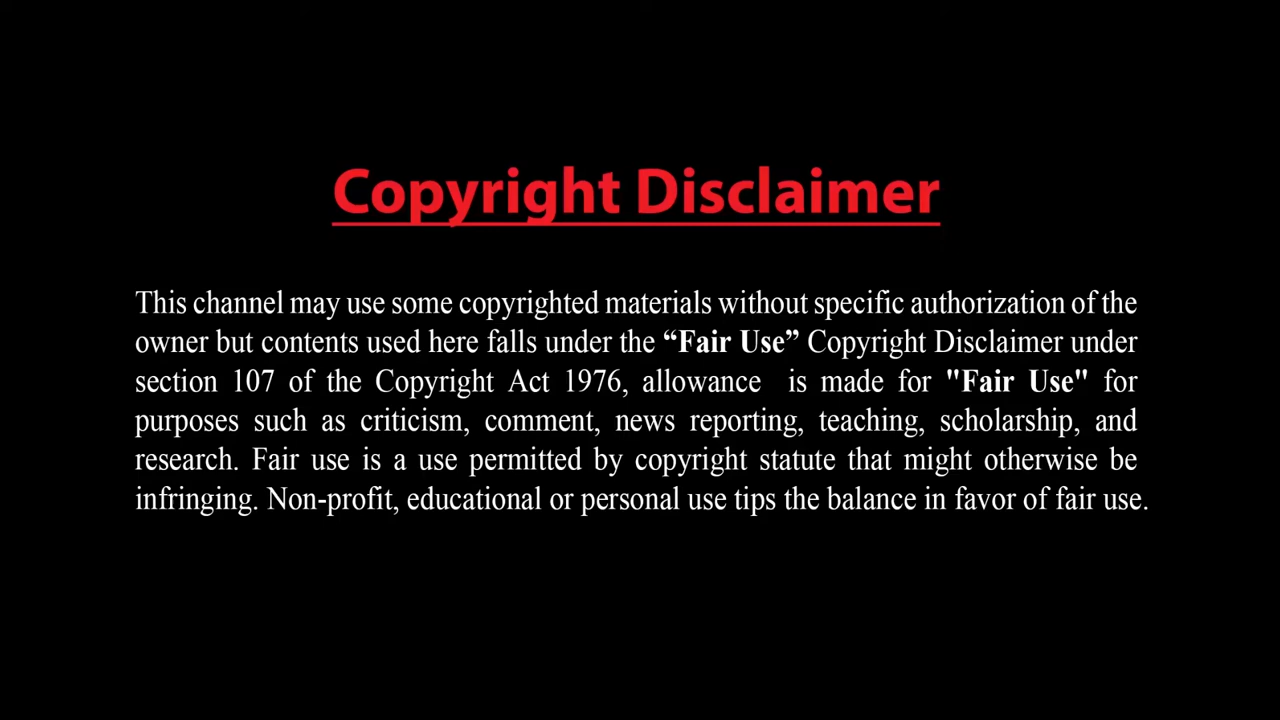 Copyright Disclaimer
This channel may use some copyrighted materials without specific authorization of the
owner but contents used here falls under the “Fair Use” Copyright Disclaimer under
section 107 of the Copyright Act 1976, allowance  is made for "Fair Use" for
purposes such as criticism, comment, news reporting, teaching, scholarship, and
research. Fair use is a use permitted by copyright statute that might otherwise be
infringing. Non-profit, educational or personal use tips the balance in favor of fair use.